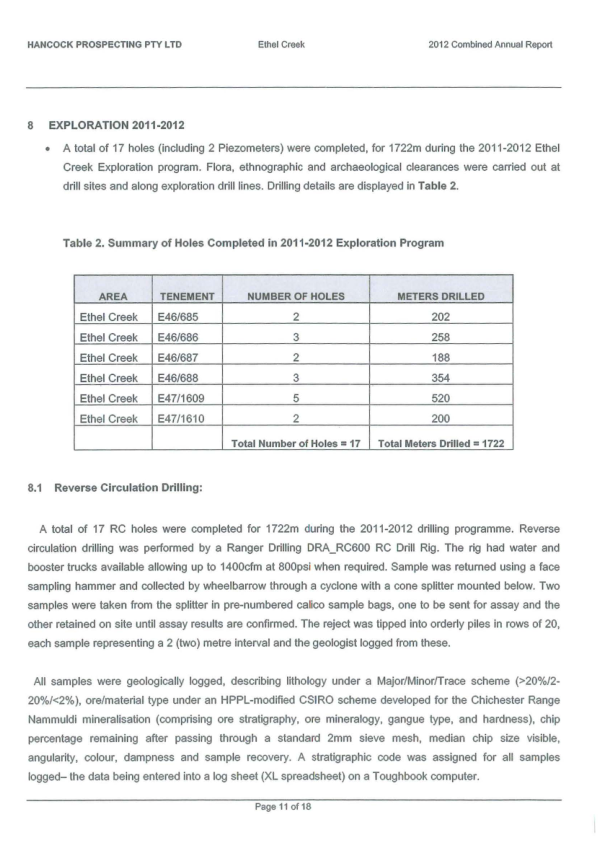 HANCOCK PROSPECTING PTY LTD Ethel Creek 2012 Combined Annual Report
8 EXPLORATION 2011-2012
• A total of 17 holes (including 2 Piezometers) were completed, for 1722m during the 2011-2012 Ethel
Creek Exploration program. Flora, ethnographic and archaeological clearances were carried out at
drill sites and along exploration drill lines. Drilling details are displayed in Table 2.
Table 2. Summary of Holes Completed in 2011-2012 Exploration Program
AREA TENEMENT NUMBER OF HOLES METERS DRILLED
Ethel Creek E46/685 2 202
Ethel Creek E46/686 3 258
Ethel Creek E46/687 2 188
Ethel Creek E46/688 3 354
Ethel Creek E47/1609 5 520
Ethel Creek E47/1610 2 200
Total Number of Holes = 17 Total Meters Drilled = 1722
8.1 Reverse Circulation Drilling:
A total of 17 RC holes were completed for 1722m during the 2011-2012 drilling programme. Reverse
circulation drilling was performed by a Ranger Drilling DRA_RC600 RC Drill Rig. The rig had water and
booster trucks available allowing up to 1400cfm at 800psi when required. Sample was returned using a face
sampling hammer and collected by wheelbarrow through a cyclone with a cone splitter mounted below. Two
samples were taken from the splitter in pre-numbered calico sample bags, one to be sent for assay and the
other retained on site until assay results are confirmed. The reject was tipped into orderly piles in rows of 20,
each sample representing a 2 (two) metre interval and the geologist logged from these.
All samples were geologically logged, describing lithology under a Major/Minor/Trace scheme (>20%/2-
20%/<2%), ore/material type under an HPPL-modified CSIRO scheme developed for the Chichester Range
Nammuldi mineralisation (comprising ore stratigraphy, ore mineralogy, gangue type, and hardness), chip
percentage remaining after passing through a standard 2mm sieve mesh, median chip size visible,
angularity, colour, dampness and sample recovery. A stratigraphic code was assigned for all samples
logged– the data being entered into a log sheet (XL spreadsheet) on a Toughbook computer.
Page 11 of 18